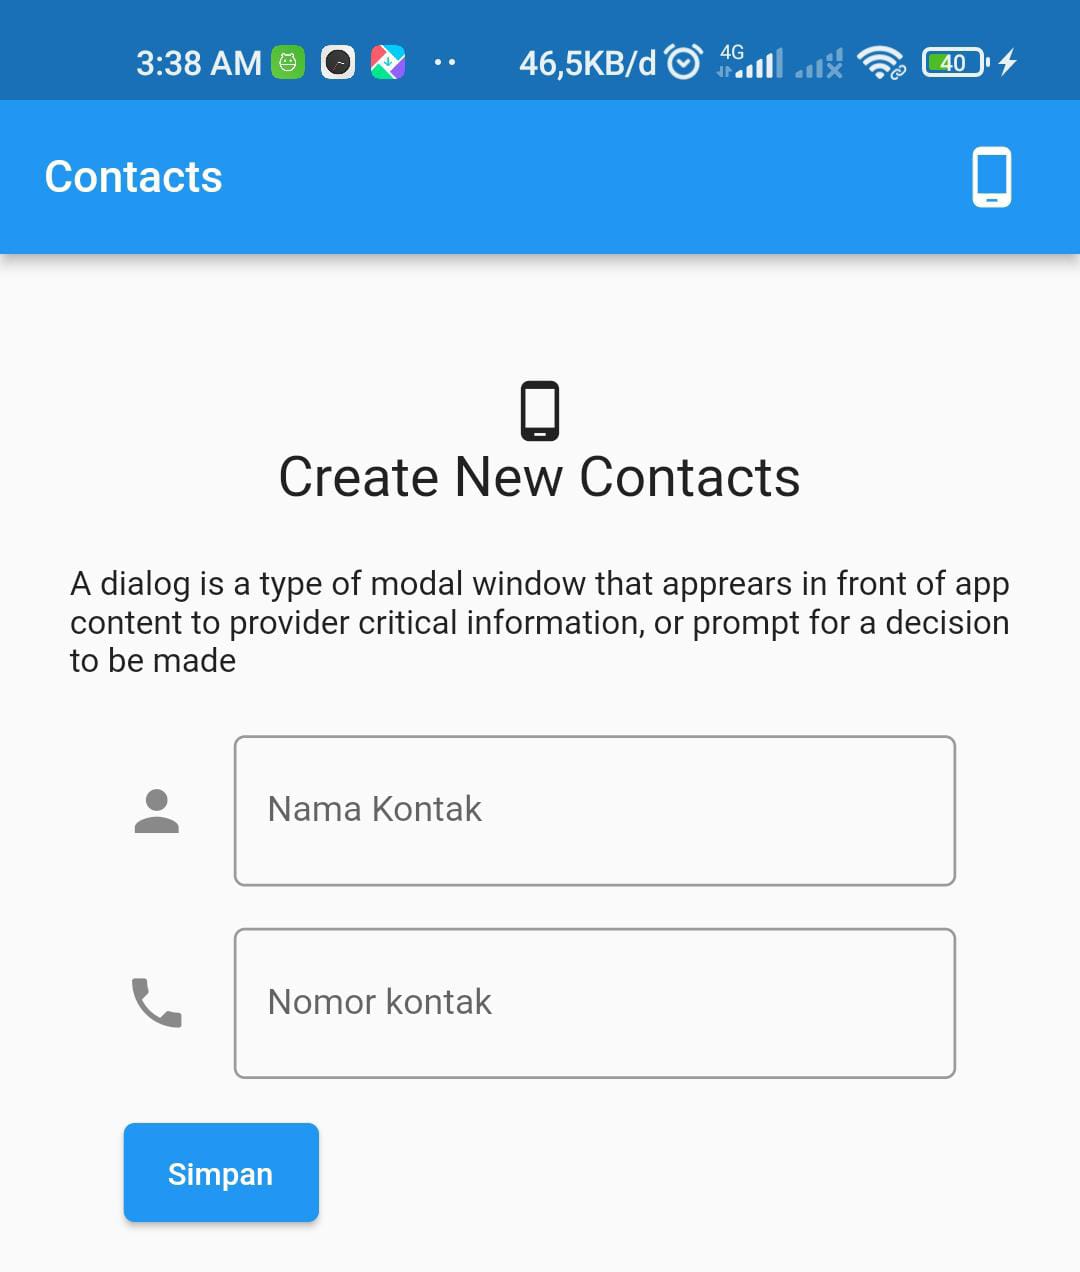 3:38 AM 46,5KB/d 4G 40
Contacts
Create New Contacts
A dialog is a type of modal window that apprears in front of app
content to provider critical information, or prompt for a decision
to be made
Nama Kontak
Nomor kontak
Simpan